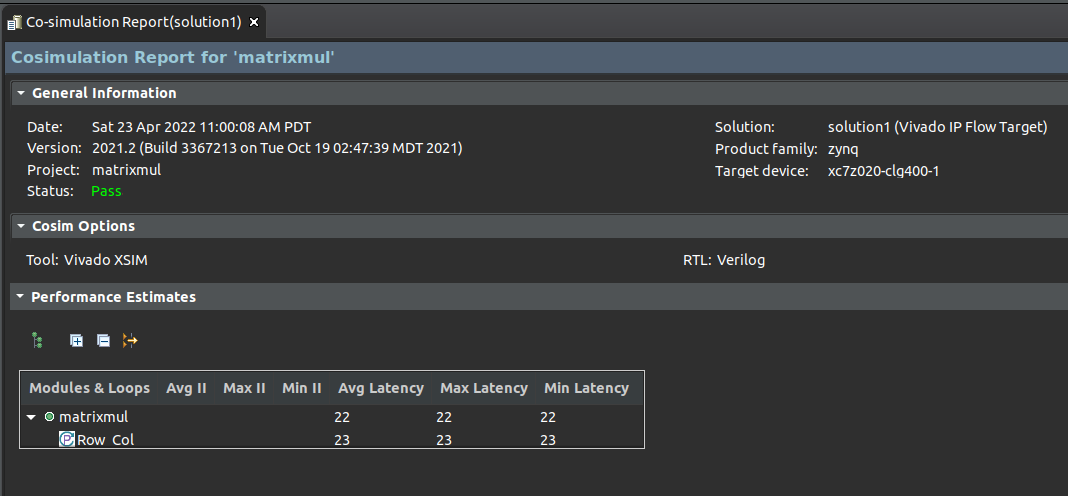 Co-simulation Report(solution1)
Cosimulation Report for 'matrixmul'
General Information
Date: Sat 23 Apr 2022 11:00:08 AM PDT
Version: 2021.2 (Build 3367213 on Tue Oct 19 02:47:39 MDT 2021)
Project: matrixmul
Status: Pass
Solution: solution1 (Vivado IP Flow Target)
Product family: zynq
Target device: xc7z020-clg400-1
Cosim Options
Tool: Vivado XSIM RTL: Verilog
Performance Estimates
Modules & Loops Avg II Max II Min II Avg Latency Max Latency Min Latency
matrixmul 22 22 22
Row_Col 23 23 23